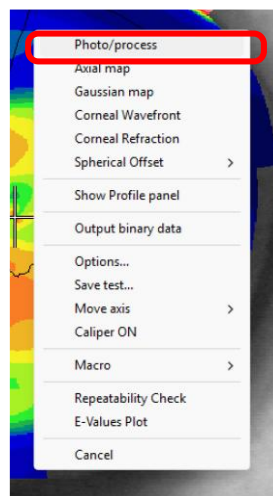 Photo/process
Axial map
Gaussian map
Corneal Wavefront
Corneal Refraction
Spherical Offset
Show Profile panel
Output binary data
Options...
Save test...
Move axis
Caliper ON
Macro
Repeatability Check
E-Values Plot
Cancel